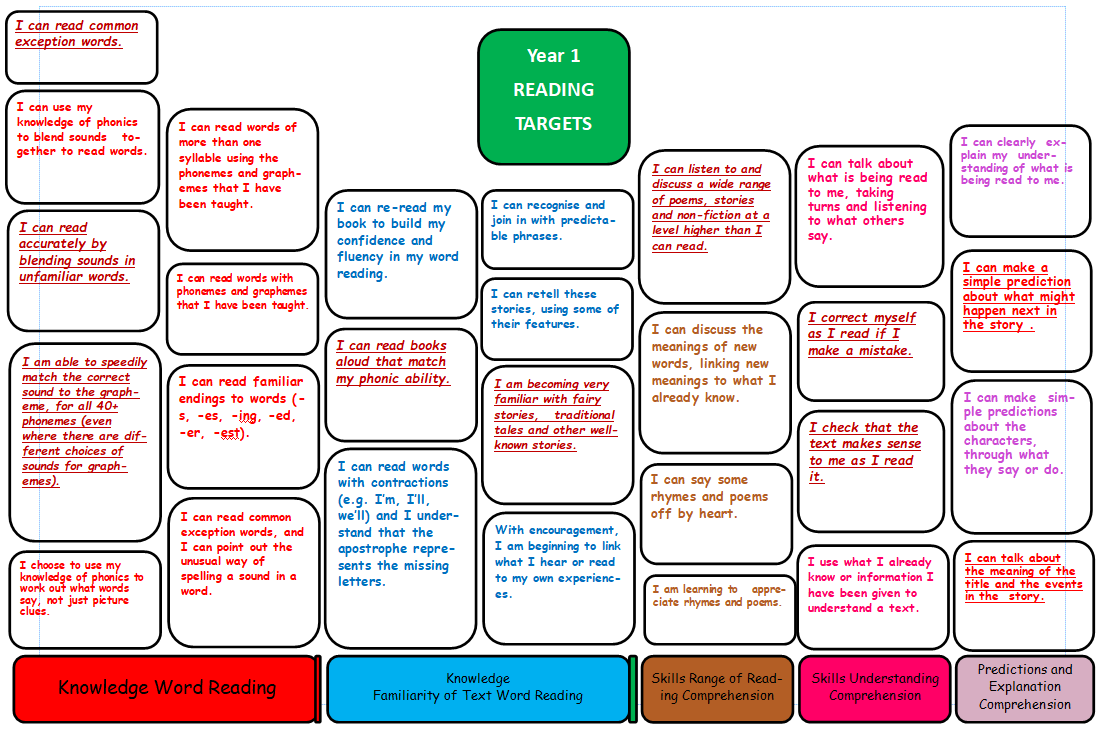 Year 1
READING
TARGETS
I can read common
exception words.
I can use my
knowledge of phonics
to blend sounds to-
gether to read words.
I can read
accurately by
blending sounds in
unfamiliar words.
I am able to speedily
match the correct
sound to the graph-
eme, for all 40+
phonemes (even
where there are dif-
ferent choices of
sounds for graph-
emes).
I choose to use my
knowledge of phonics to
work out what words
say, not just picture
clues.
I can read words of
more than one
syllable using the
phonemes and graph-
emes that I have
been taught.
I can read words with
phonemes and graphemes
that I have been taught.
I can read familiar
endings to words (-
s, -es, -ing, -ed,
-er, -est).
I can read common
exception words, and
I can point out the
unusual way of
spelling a sound in a
word.
Knowledge Word Reading
I can re-read my
book to build my
confidence and
fluency in my word
reading.
I can read books
aloud that match
my phonic ability.
I can read words
with contractions
(e.g. I’m, I’ll,
we’ll) and I under-
stand that the
apostrophe repre-
sents the missing
letters.
I can recognise and
join in with predicta-
ble phrases.
I can retell these
stories, using some of
their features.
I am becoming very
familiar with fairy
stories, traditional
tales and other well-
known stories.
With encouragement,
I am beginning to link
what I hear or read
to my own experienc-
es.
Knowledge
Familiarity of Text Word Reading
I can listen to and
discuss a wide range
of poems, stories
and non-fiction at a
level higher than I
can read.
I can discuss the
meanings of new
words, linking new
meanings to what I
already know.
I can say some
rhymes and poems
off by heart.
I am learning to appre-
ciate rhymes and poems.
Skills Range of Read-
ing Comprehension
I can talk about
what is being read
to me, taking
turns and listening
to what others
say.
I correct myself
as I read if I
make a mistake.
I check that the
text makes sense
to me as I read
it.
I use what I already
know or information I
have been given to
understand a text.
Skills Understanding
Comprehension
I can clearly ex-
plain my under-
standing of what is
being read to me.
I can make a
simple prediction
about what might
happen next in
the story .
I can make sim-
ple predictions
about the
characters,
through what
they say or do.
I can talk about
the meaning of the
title and the events
in the story.
Predictions and
Explanation
Comprehension